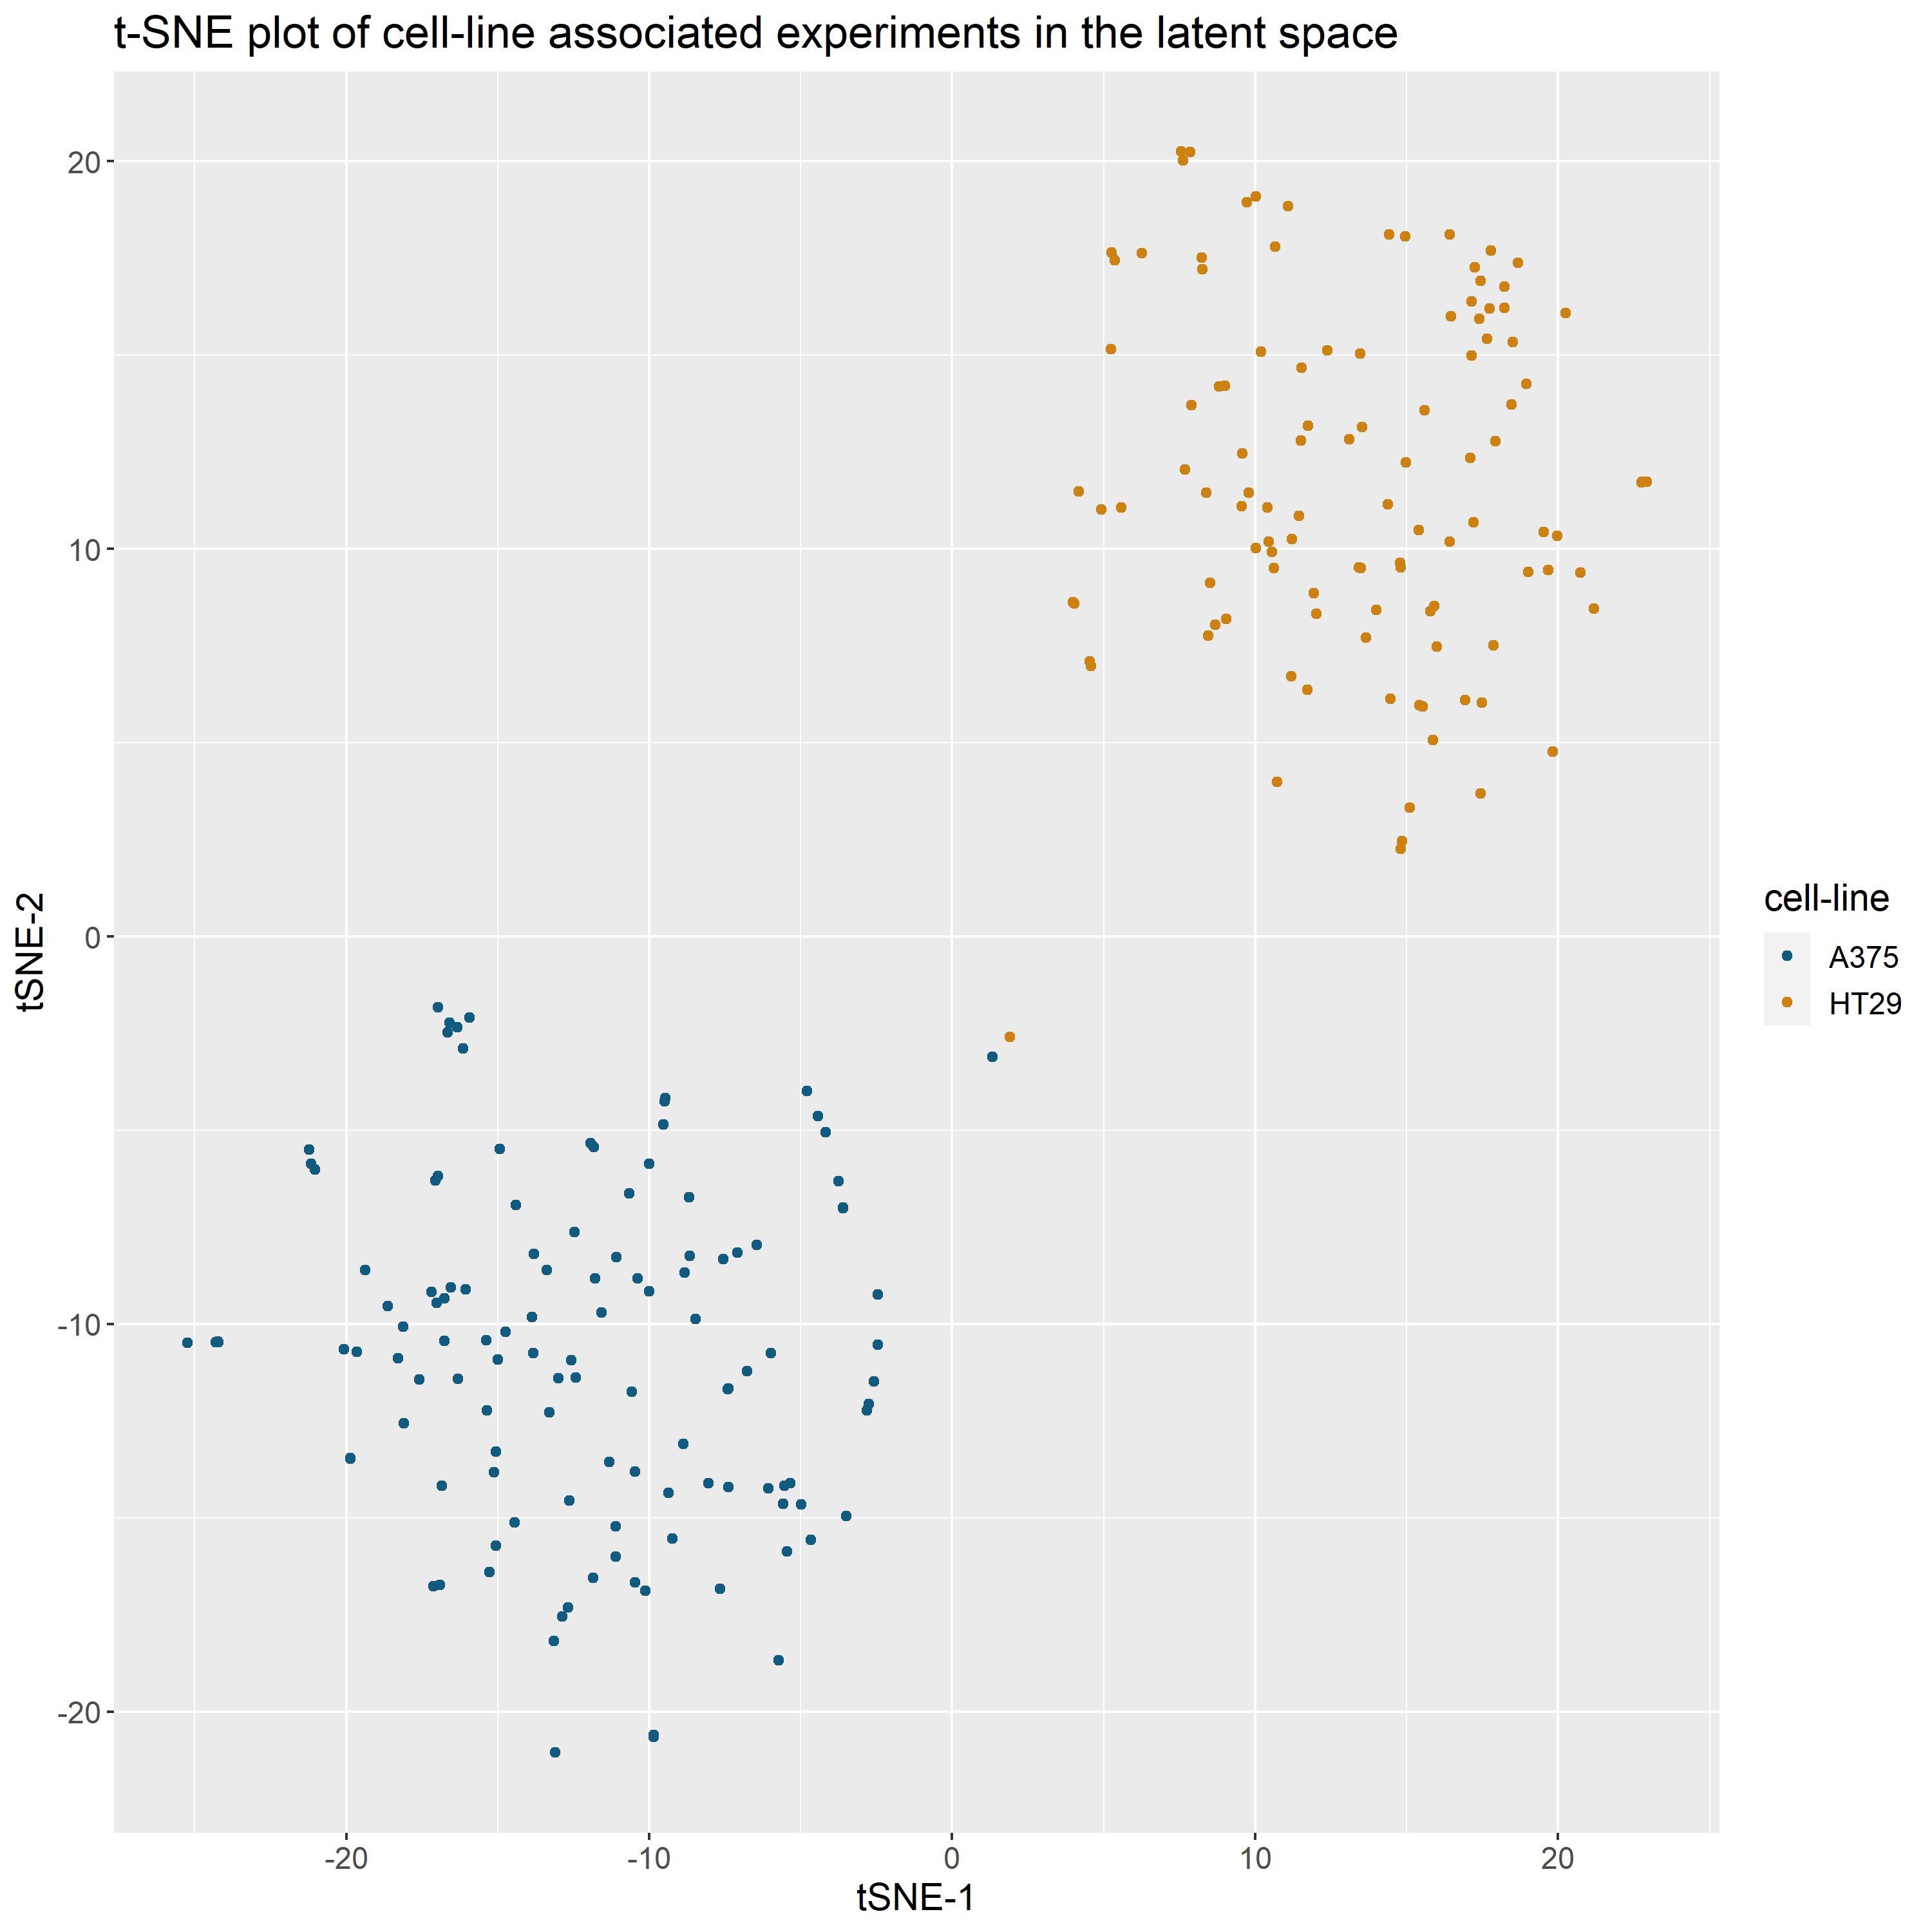 t-SNE plot of cell-line associated experiments in the latent space
20
10
0
-10
-20
tSNE-2
-20
-10
0
10
20
tSNE-1
cell-line
A375
HT29